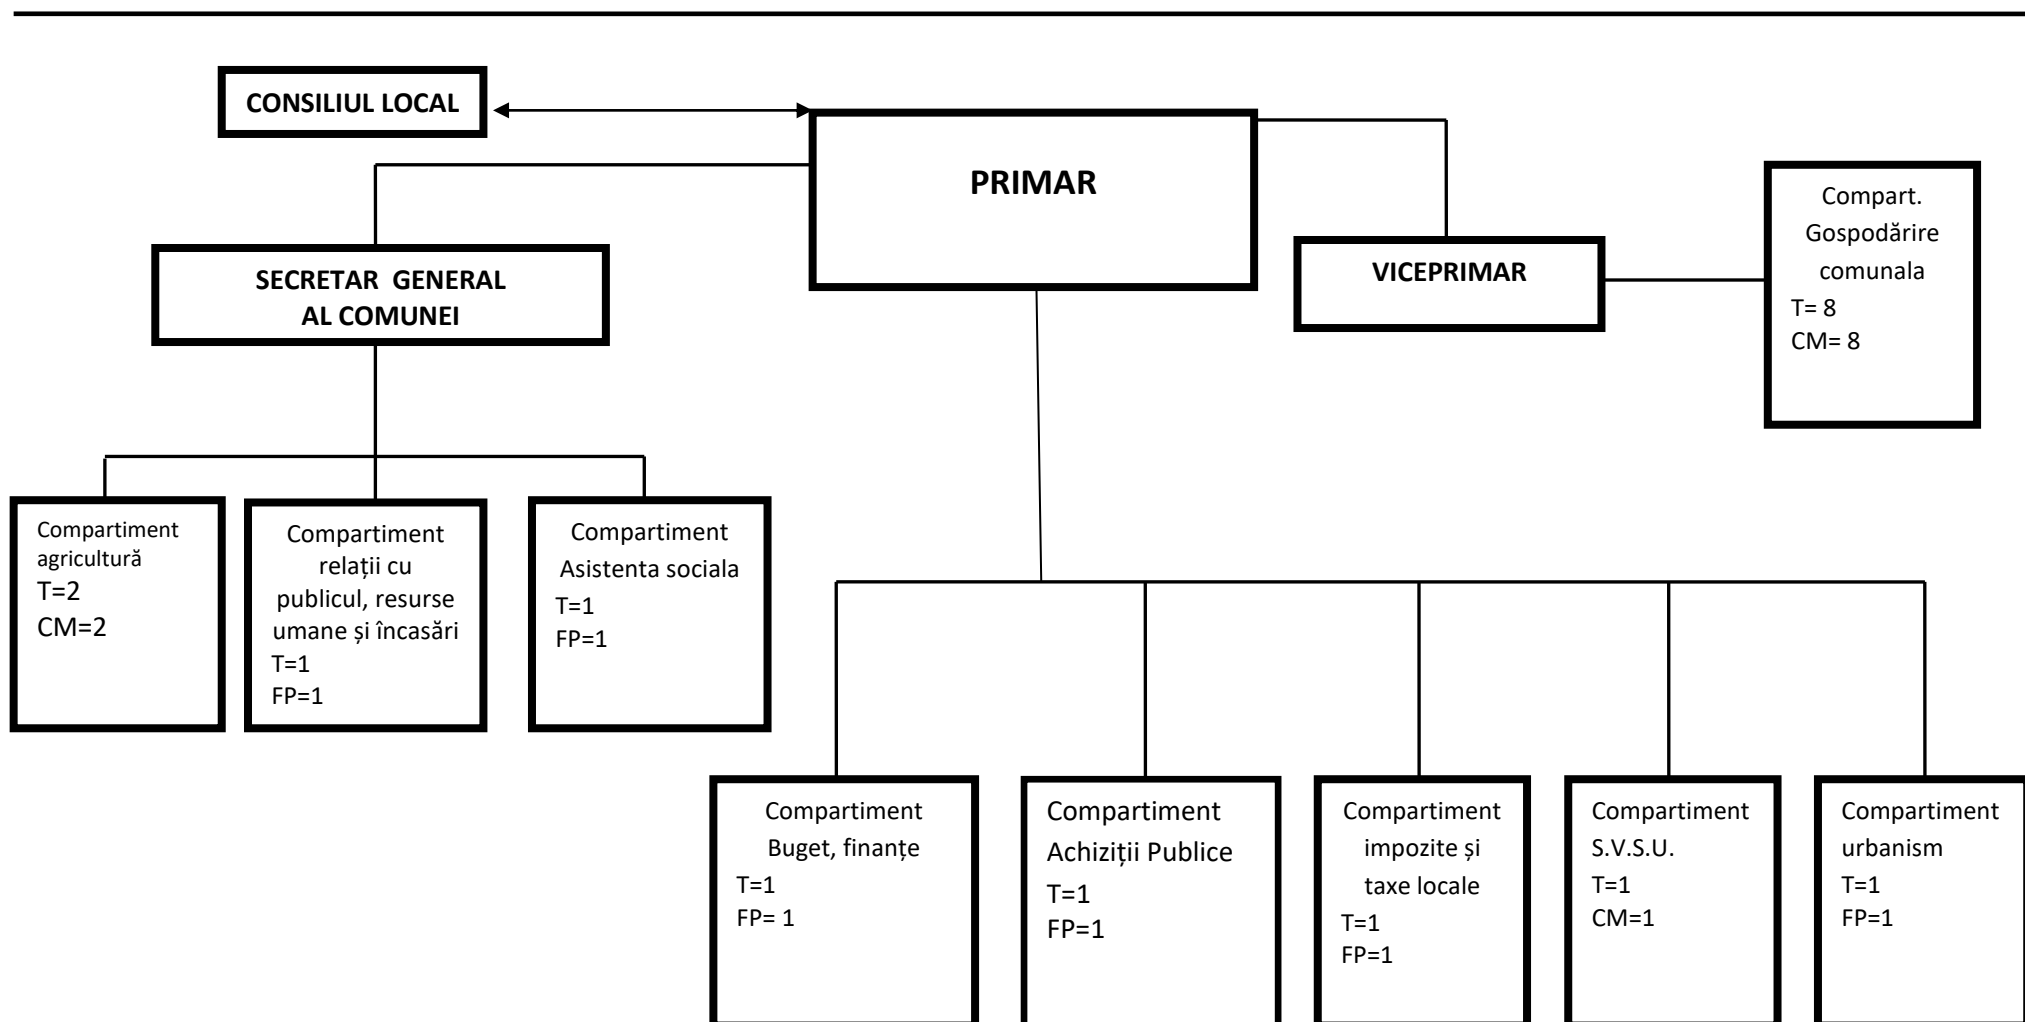 CONSILIUL LOCAL
PRIMAR
Compart.
Gospodărire
comunala
T= 8
CM= 8
SECRETAR  GENERAL
AL COMUNEI
VICEPRIMAR
Compartiment
agricultură
T=2
CM=2
Compartiment
relații cu
publicul, resurse
umane și încasări
T=1
FP=1
Compartiment
Asistenta sociala
T=1
FP=1
Compartiment
Buget, finanțe
T=1
FP= 1
Compartiment
Achiziții Publice
T=1
FP=1
Compartiment
impozite și
taxe locale
T=1
FP=1
Compartiment
S.V.S.U.
T=1
CM=1
Compartiment
urbanism
T=1
FP=1